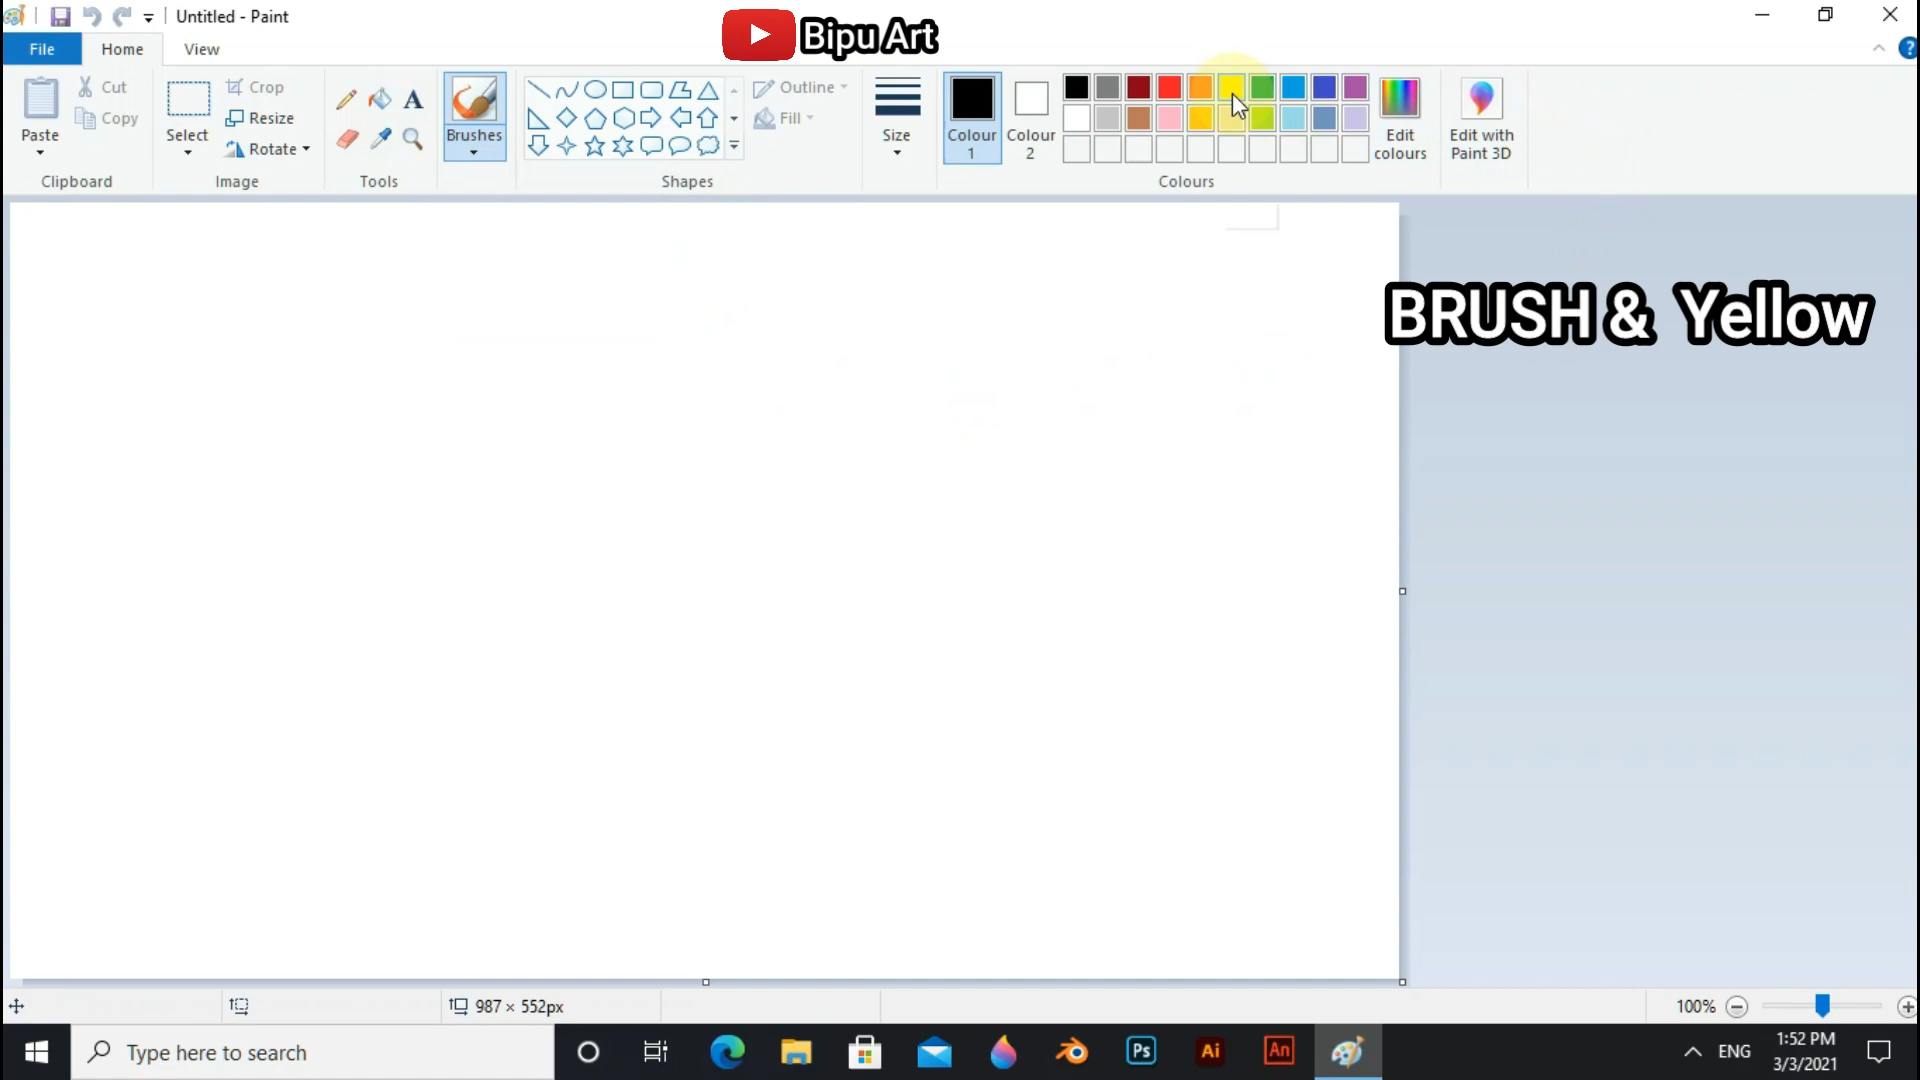 Untitled - Paint
Bipu Art
File Home View
?
Paste
Cut
Copy
Clipboard
Select
Crop
Resize
Rotate
Image
A
Tools
Brushes
Shapes
Outline
Fill
Size
Colour 1
Colour 2
Colours
Edit colours
Edit with Paint 3D
BRUSH & Yellow
987 × 552px
100%
Type here to search
Ps
Ai
An
ENG
1:52 PM
3/3/2021